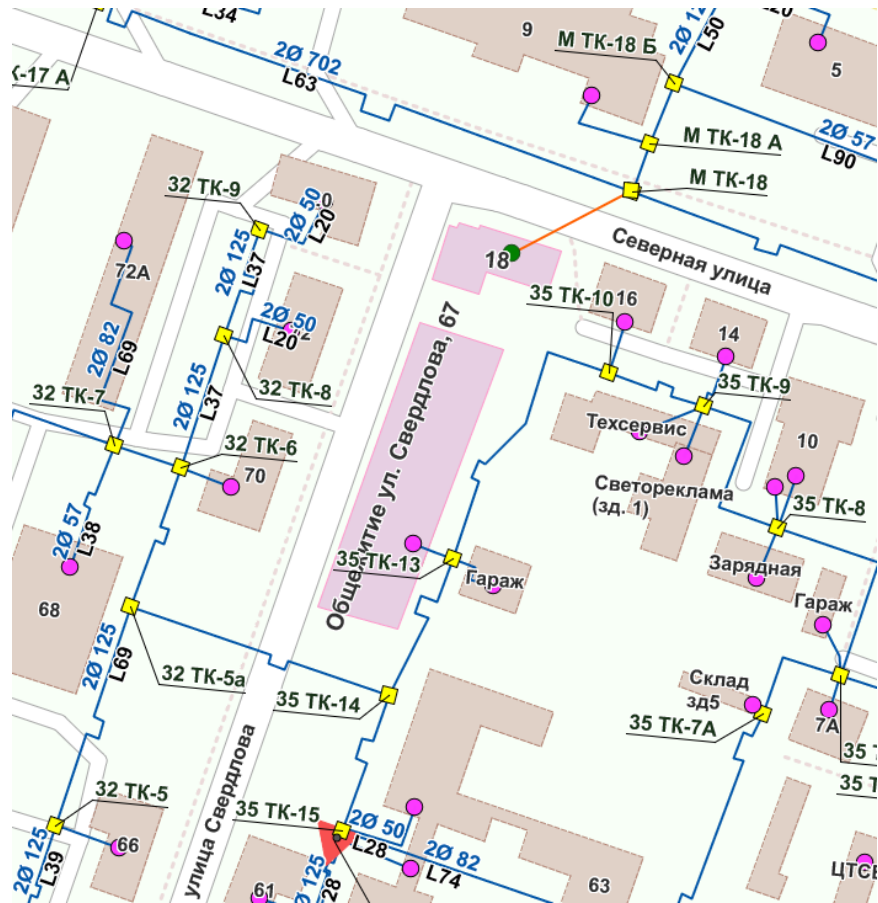 L34
2Ø 702
L63
9
М ТК-18 Б
L50
5
К-17 А
2Ø 57
L90
М ТК-18 А
М ТК-18
32 ТК-9
2Ø 50
L20
2Ø 125
L37
72А
18
Северная улица
35 ТК-10
16
14
2Ø 50
L20
2Ø 82
L69
32 ТК-8
2Ø 125
L37
32 ТК-7
35 ТК-9
Техсервис
10
32 ТК-6
70
Светореклама
(зд. 1)
35 ТК-8
Общежитие ул. Свердлова, 67
2Ø 57
L38
35 ТК-13
Гараж
Зарядная
Гараж
68
2Ø 125
L69
32 ТК-5а
35 ТК-14
Склад
зд5
35 ТК-7А
7А
32 ТК-5
35 ТК-15
2Ø 50
L28
2Ø 82
L74
улица Свердлова
2Ø 125
L39
66
61
63